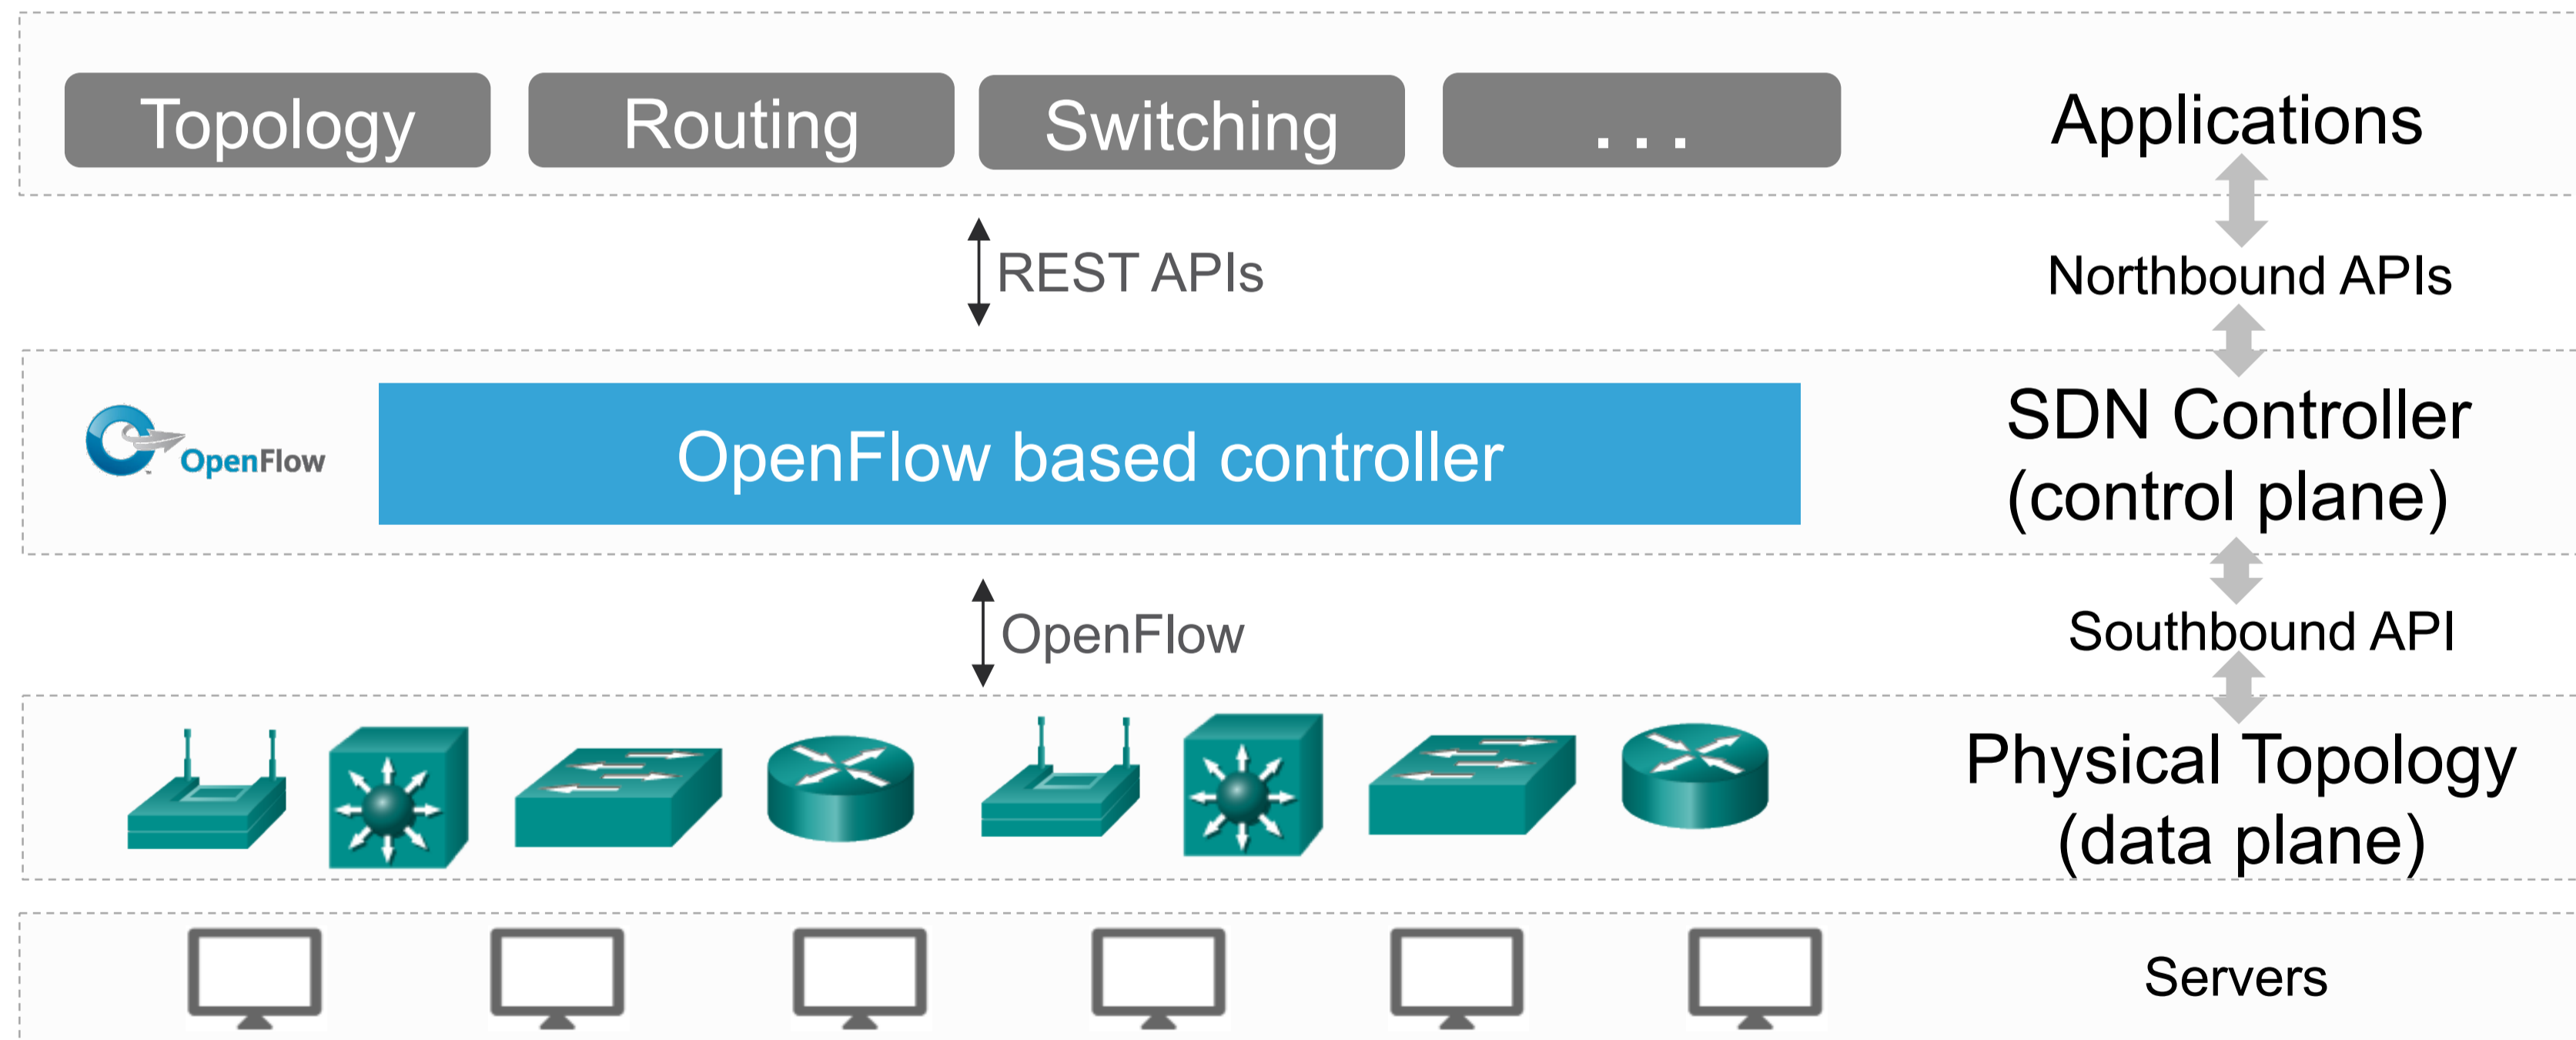 Topology
Routing
Switching
...
Applications
REST APIs
Northbound APIs
OpenFlow
OpenFlow based controller
SDN Controller
(control plane)
OpenFlow
Southbound API
Physical Topology
(data plane)
Servers